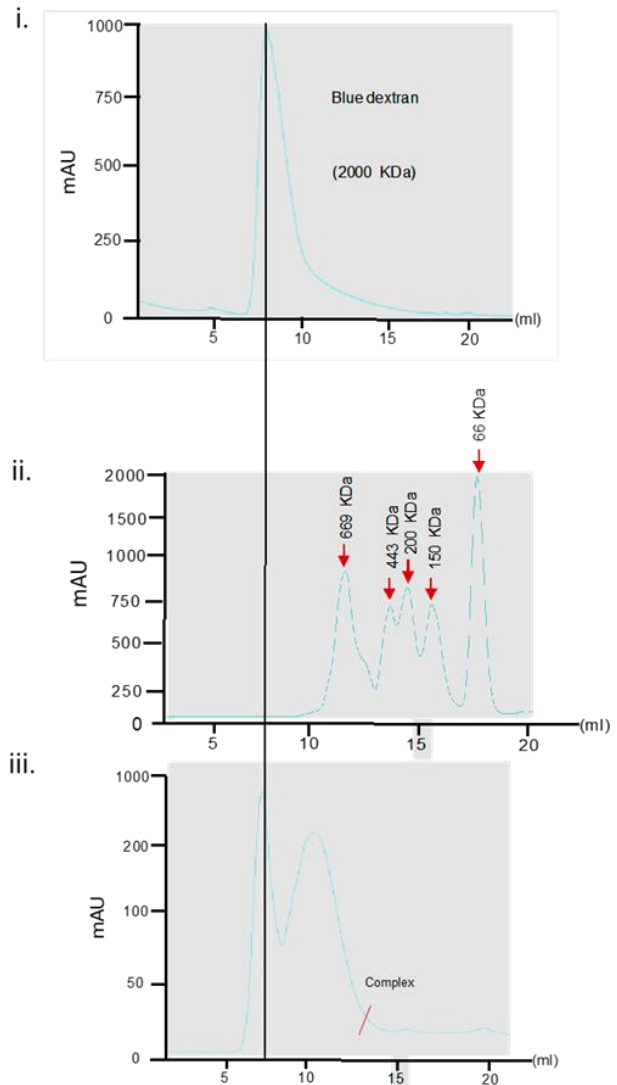 i.
1000
750
500
250
0
mAU
Blue dextran
(2000 KDa)
5 10 15 20 (ml)
ii.
2000
1500
1000
750
500
250
0
mAU
669 KDa
443 KDa
200 KDa
150 KDa
66 KDa
5 10 15 20 (ml)
iii.
1000
200
100
50
0
mAU
Complex
5 10 15 20 (ml)